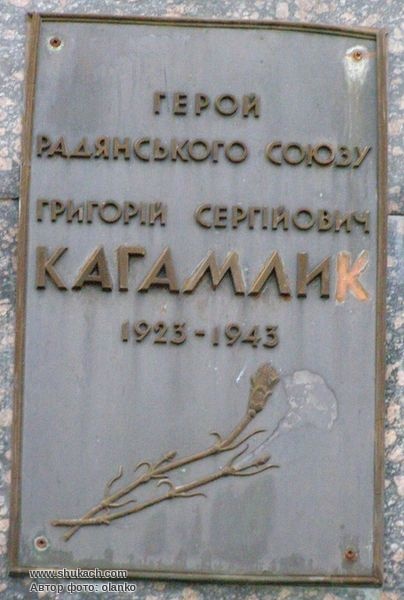 ГЕРОЙ
РАДЯНСЬКОГО СОЮЗУ
ГРИГОРІЙ СЕРГІЙОВИЧ
КАГАМЛИК
1923-1943
www.shukach.com
Автор фото: olanko